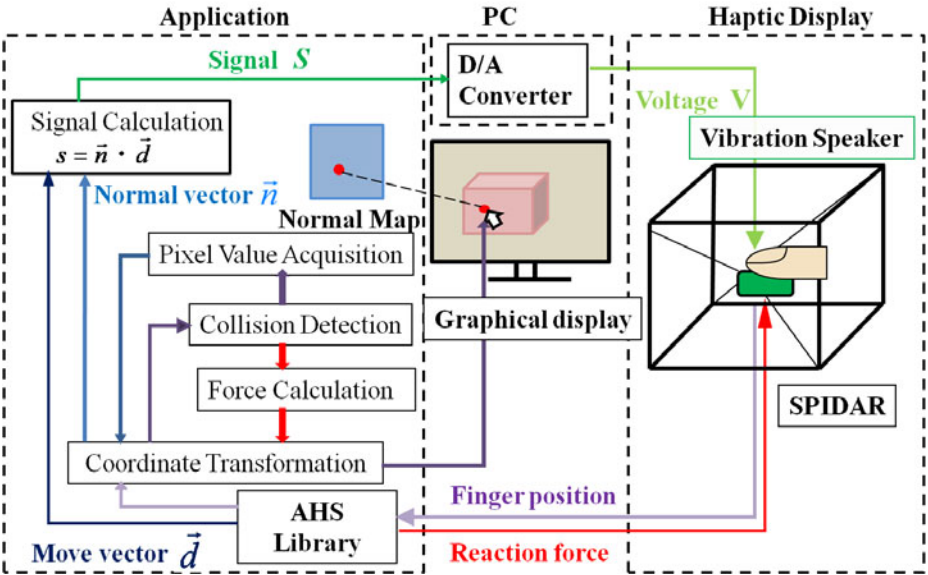 Application
PC
Haptic Display
Signal S
D/A
Converter
Voltage V
Signal Calculation
s = n⃗ · d⃗
Vibration Speaker
Normal vector n⃗
Normal Map
Pixel Value Acquisition
Collision Detection
Graphical display
Force Calculation
SPIDAR
Coordinate Transformation
Finger position
AHS
Library
Move vector d⃗
Reaction force